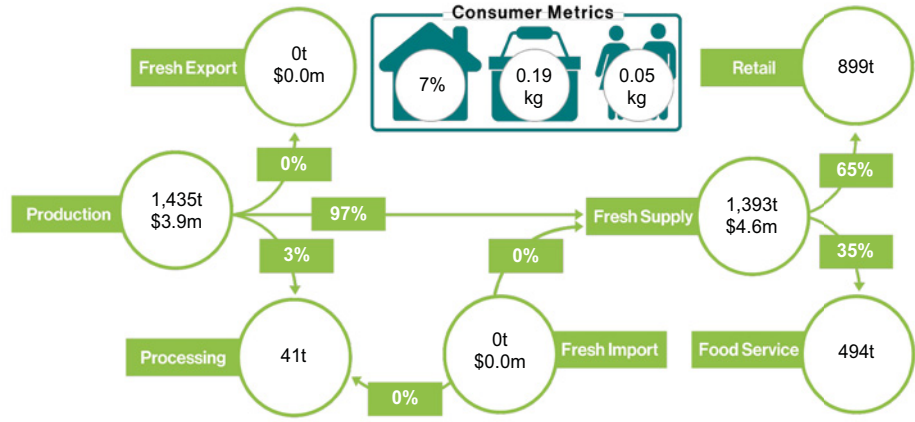 Consumer Metrics
Fresh Export
0t
$0.0m
7%
0.19
kg
0.05
kg
Retail
899t
0%
65%
Production
1,435t
$3.9m
97%
Fresh Supply
1,393t
$4.6m
3%
0%
35%
Processing
41t
0t
$0.0m
Fresh Import
Food Service
494t
0%